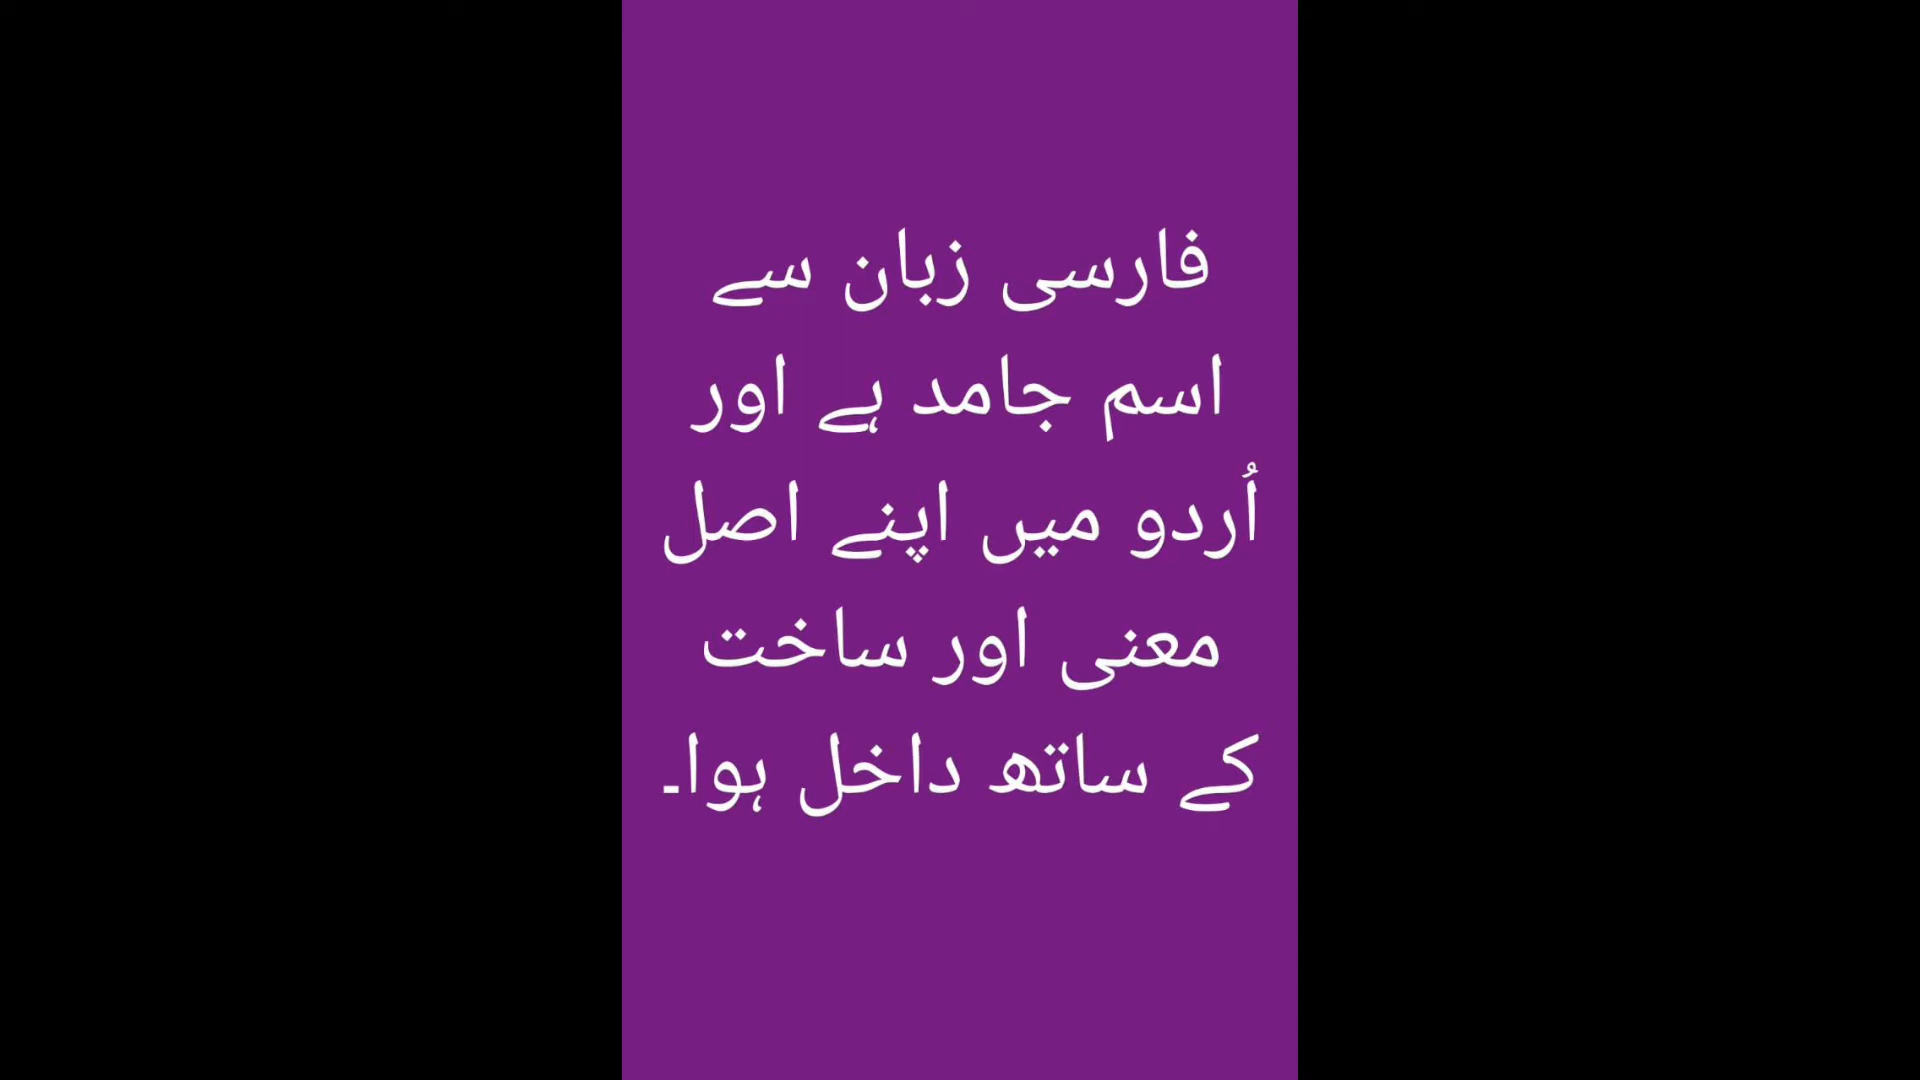 فارسی زبان سے
اسم جامد ہے اور
اُردو میں اپنے اصل
معنی اور ساخت
کے ساتھ داخل ہوا۔